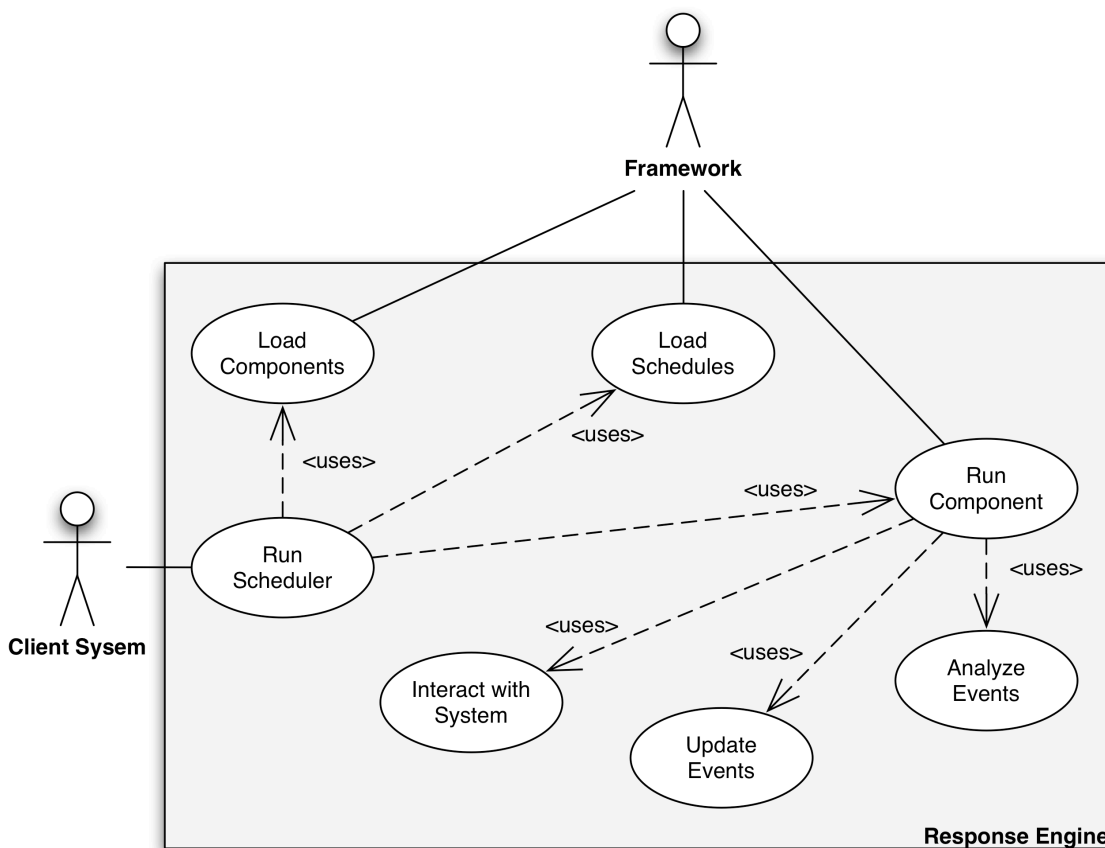 Framework
Load
Components
Load
Schedules
<uses>
<uses>
Run
Component
<uses>
Run
Scheduler
<uses>
Client Sysem
<uses>
<uses>
Interact with
System
Analyze
Events
Update
Events
Response Engine